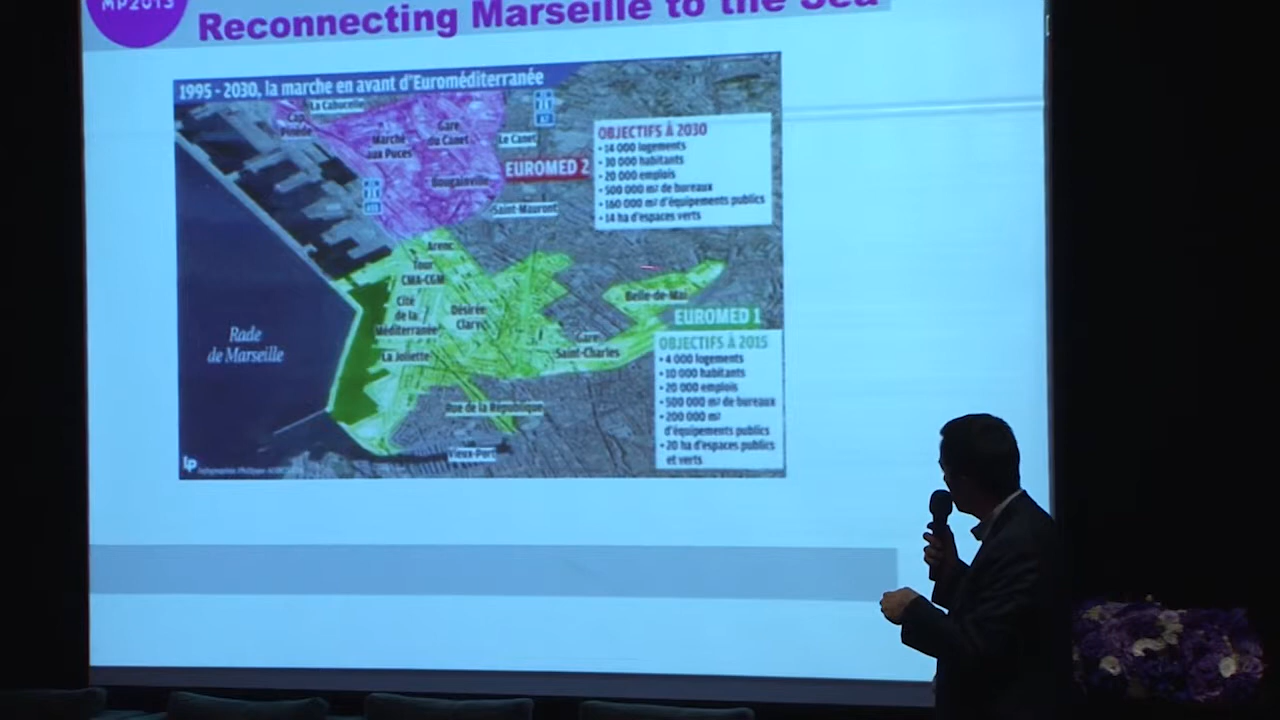 MP2013
Reconnecting Marseille to the Sea
1995 - 2030, la marche en avant d'Euroméditerranée
La Cabucelle
Cap
Pinède
Marché
aux Puces
Gare
du Canet
Le Canet
Bougainville
EUROMED 2
Saint-Mauront
OBJECTIFS À 2030
• 14 000 logements
• 30 000 habitants
• 20 000 emplois
• 500 000 m² de bureaux
• 160 000 m² d'équipements publics
• 14 ha d'espaces verts
Arenc
Tour
CMA-CGM
Cité
de la
Méditerranée
Désirée
Clary
La Joliette
Rade
de Marseille
Belle-de-Mai
Gare
Saint-Charles
EUROMED 1
OBJECTIFS À 2015
• 4 000 logements
• 10 000 habitants
• 20 000 emplois
• 500 000 m² de bureaux
• 200 000 m²
d'équipements publics
• 20 ha d'espaces publics
et verts
Rue de la République
Vieux-Port
lp